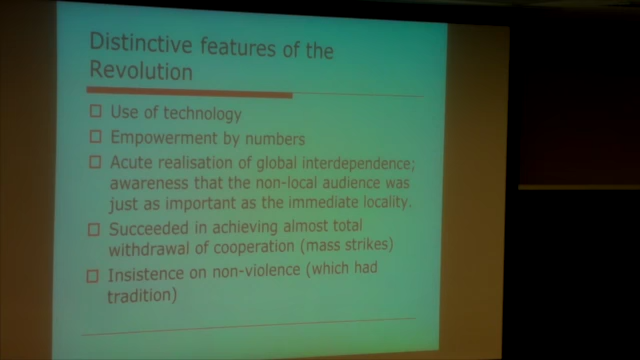 Distinctive features of the
Revolution
Use of technology
Empowerment by numbers
Acute realisation of global interdependence;
awareness that the non-local audience was
just as important as the immediate locality.
Succeeded in achieving almost total
withdrawal of cooperation (mass strikes)
Insistence on non-violence (which had
tradition)